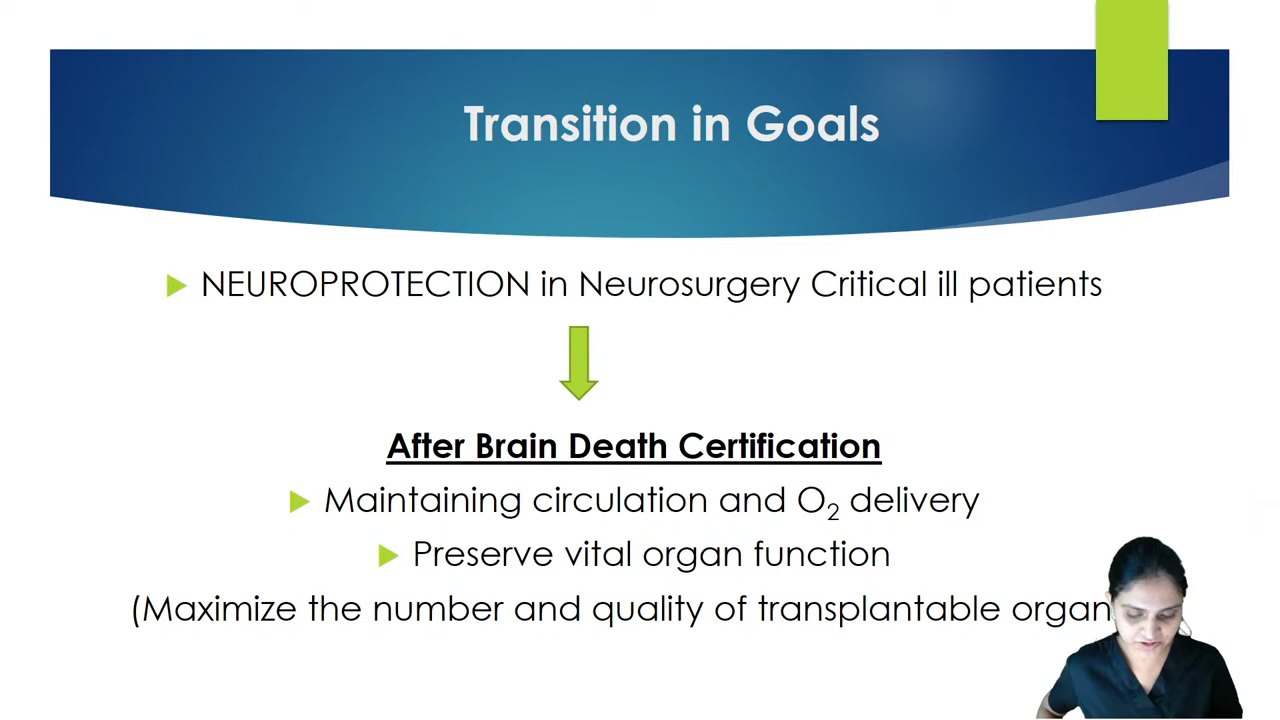 Transition in Goals
NEUROPROTECTION in Neurosurgery Critical ill patients
After Brain Death Certification
Maintaining circulation and O₂ delivery
Preserve vital organ function
(Maximize the number and quality of transplantable organ